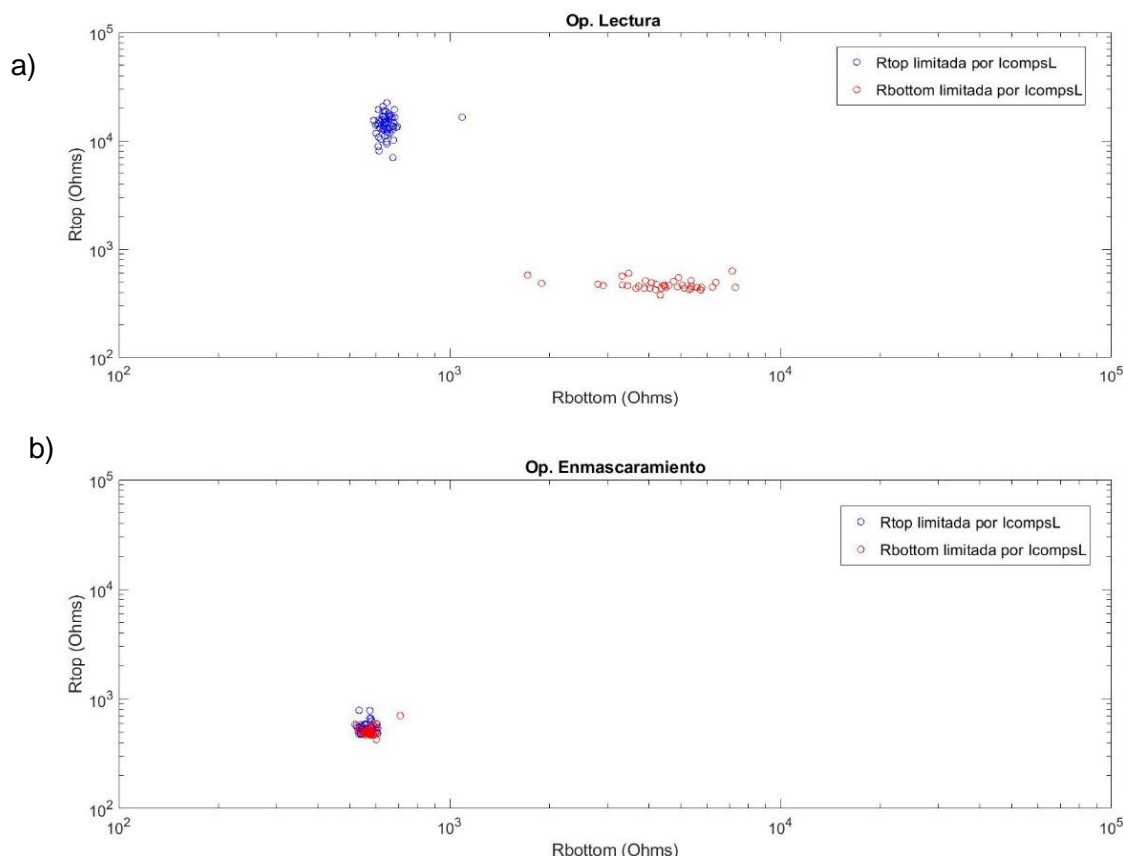 a)
Op. Lectura
10^5
10^4
10^3
10^2
Rtop (Ohms)
Rtop limitada por IcompsL
Rbottom limitada por IcompsL
10^2 10^3 10^4 10^5
Rbottom (Ohms)
b)
Op. Enmascaramiento
10^5
10^4
10^3
10^2
Rtop (Ohms)
Rtop limitada por IcompsL
Rbottom limitada por IcompsL
10^2 10^3 10^4 10^5
Rbottom (Ohms)